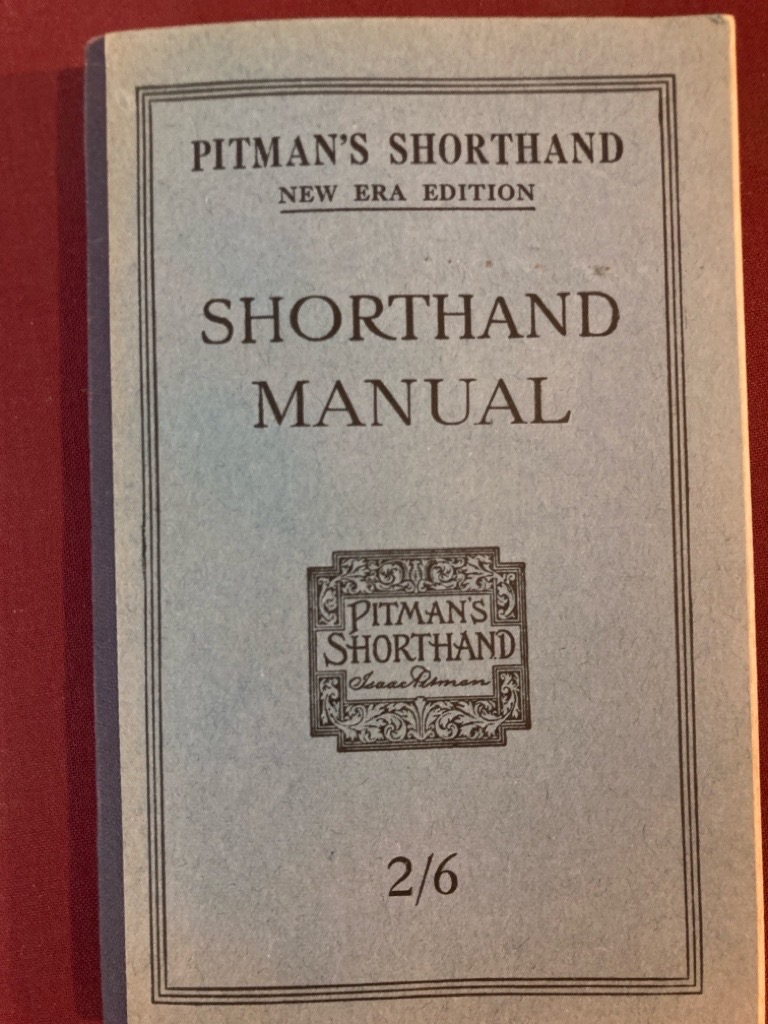 PITMAN'S SHORTHAND
NEW ERA EDITION
SHORTHAND
MANUAL
PITMAN'S
SHORTHAND
Isaac Pitman
2/6